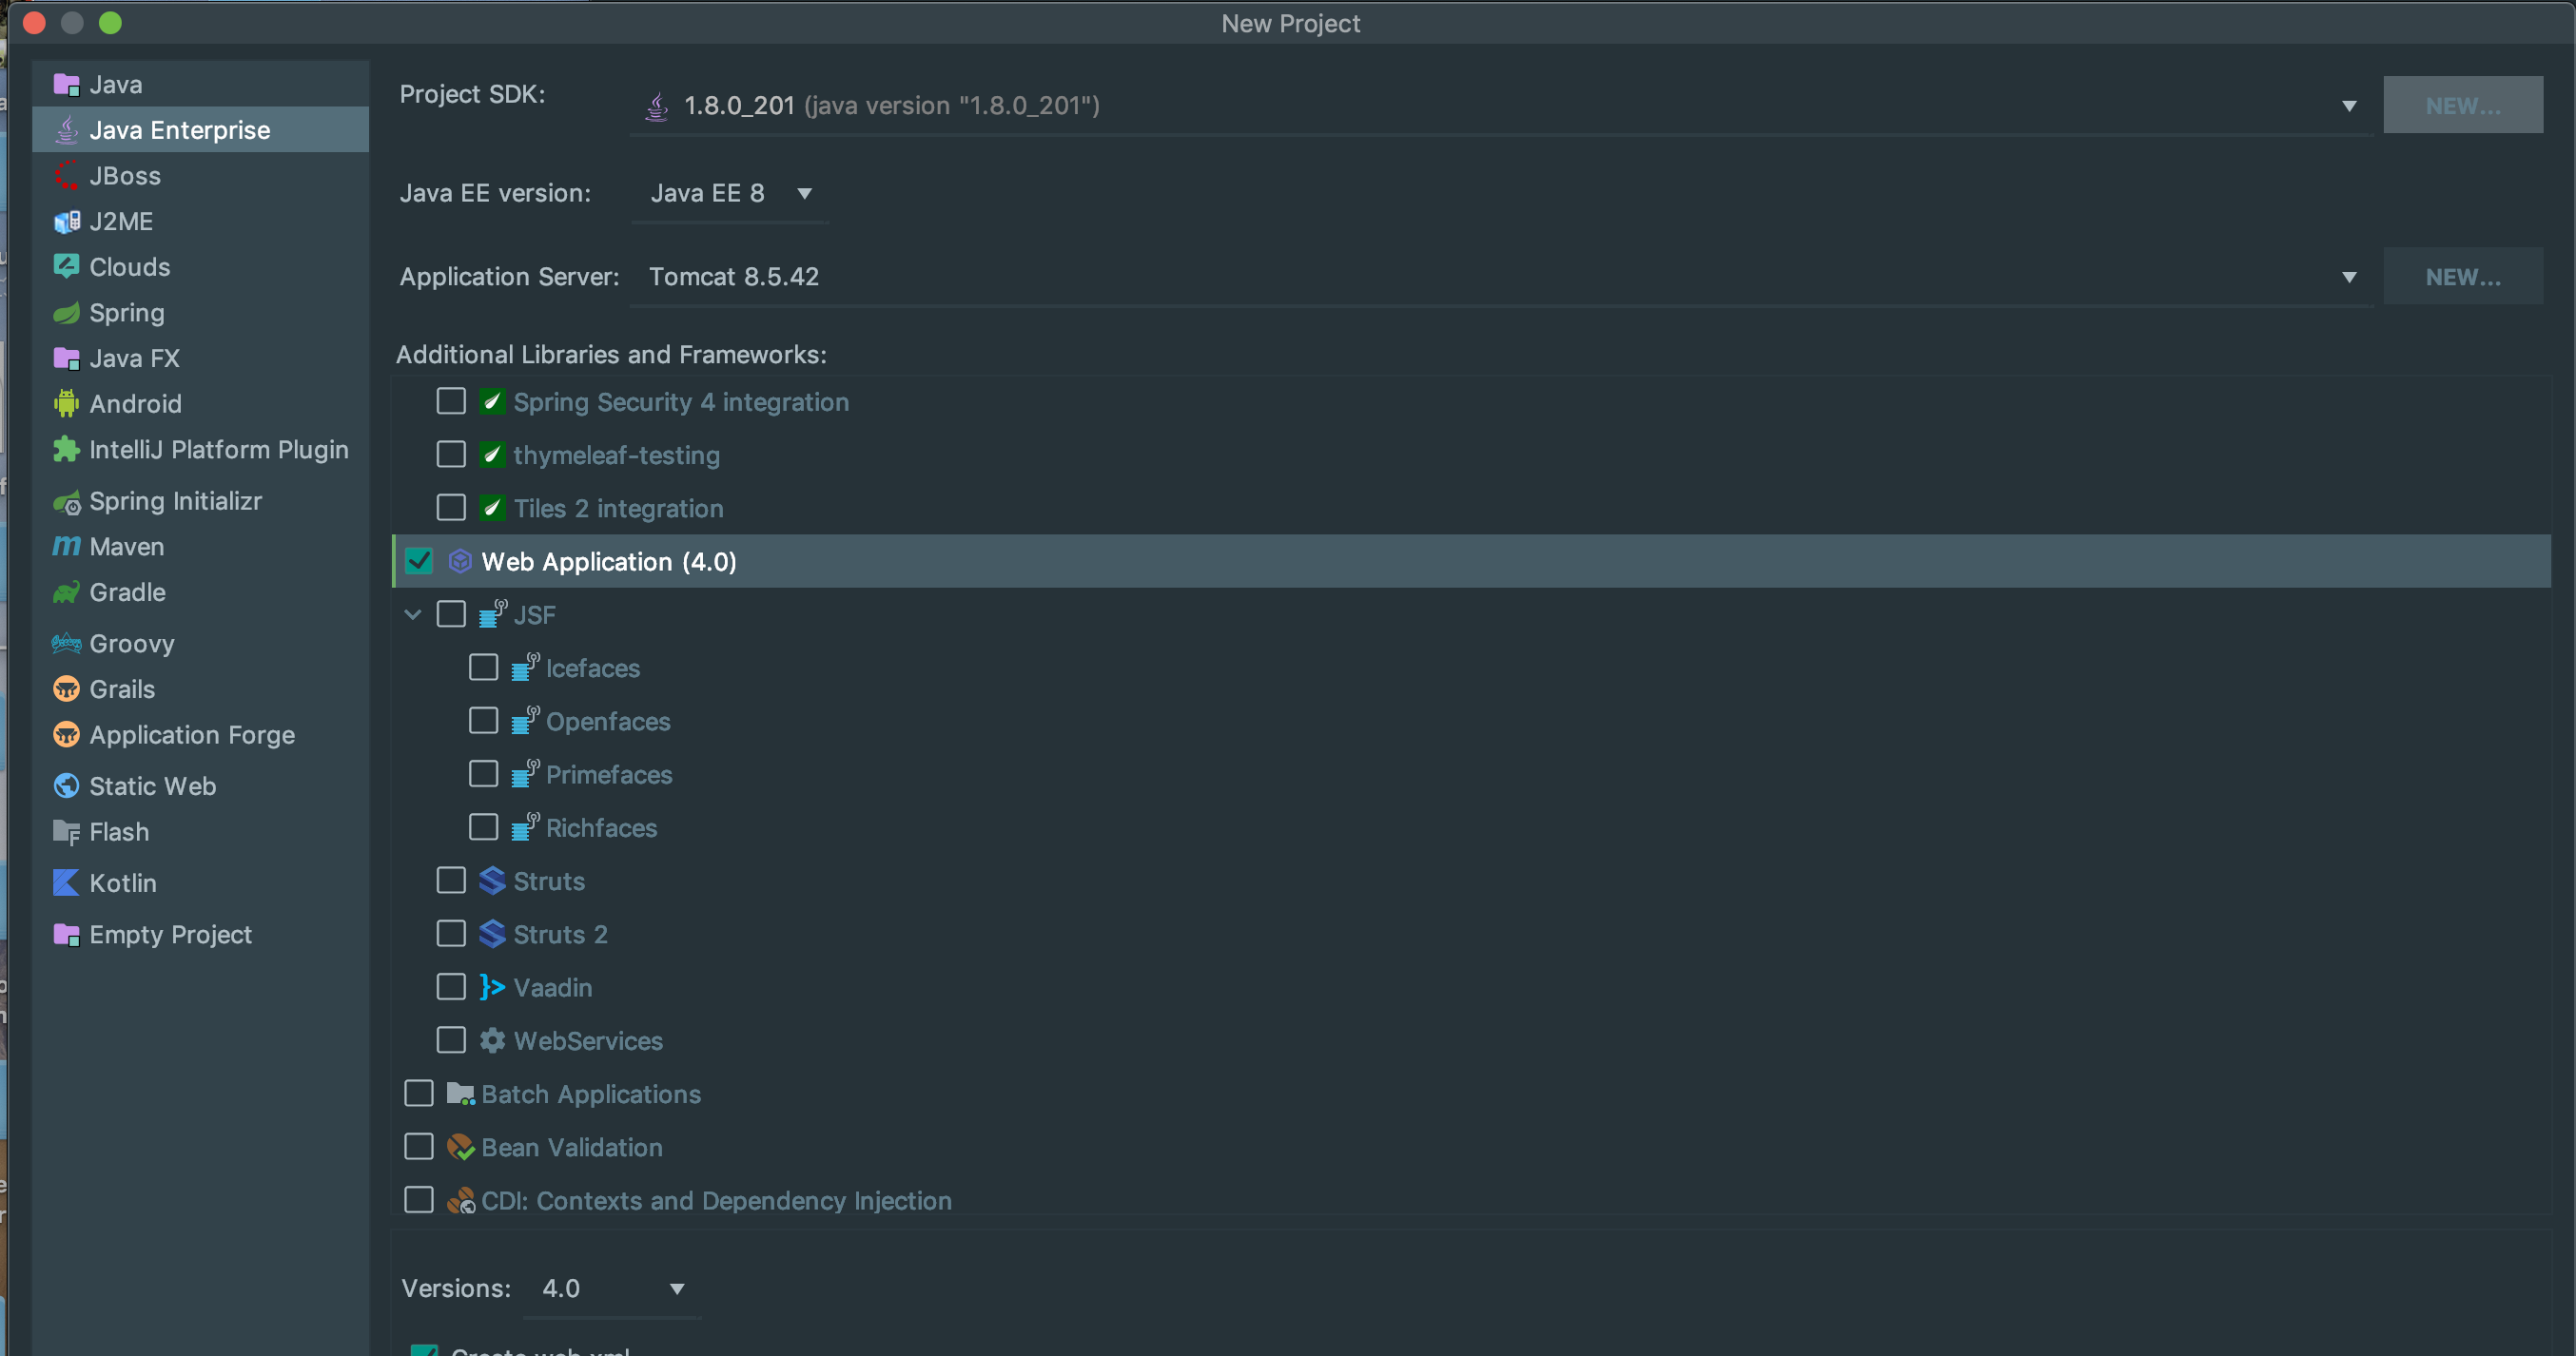 New Project
Java
Java Enterprise
JBoss
J2ME
Clouds
Spring
Java FX
Android
IntelliJ Platform Plugin
Spring Initializr
Maven
Gradle
Groovy
Grails
Application Forge
Static Web
Flash
Kotlin
Empty Project
Project SDK: 1.8.0_201 (java version "1.8.0_201") NEW...
Java EE version: Java EE 8
Application Server: Tomcat 8.5.42 NEW...
Additional Libraries and Frameworks:
Spring Security 4 integration
thymeleaf-testing
Tiles 2 integration
Web Application (4.0)
JSF
Icefaces
Openfaces
Primefaces
Richfaces
Struts
Struts 2
Vaadin
WebServices
Batch Applications
Bean Validation
CDI: Contexts and Dependency Injection
Versions: 4.0
Create web.xml